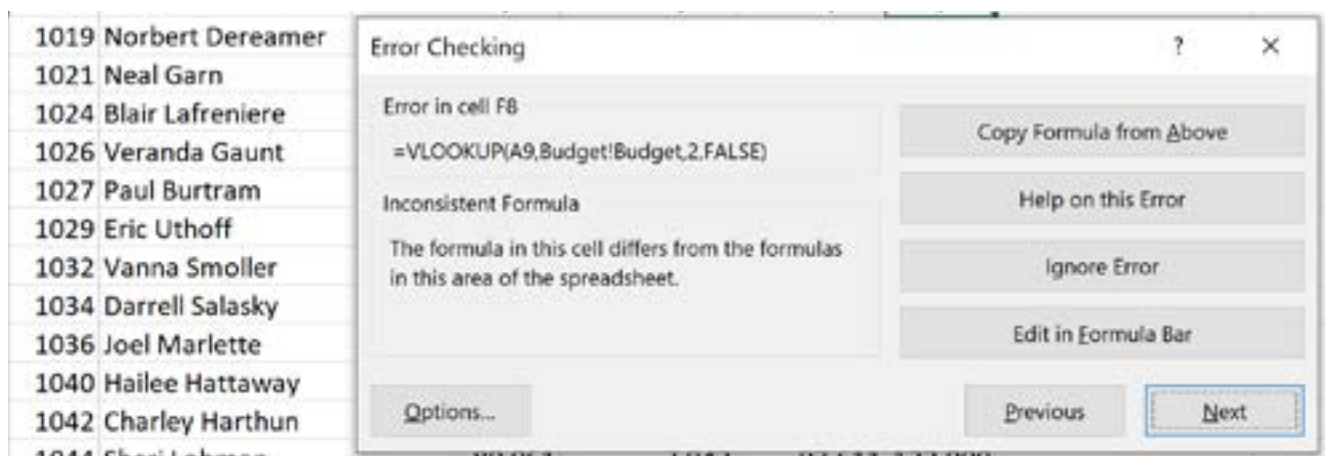 1019 Norbert Dereamer
1021 Neal Garn
1024 Blair Lafreniere
1026 Veranda Gaunt
1027 Paul Burtram
1029 Eric Uthoff
1032 Vanna Smoller
1034 Darrell Salasky
1036 Joel Marlette
1040 Hailee Hattaway
1042 Charley Harthun
Error Checking ? ×
Error in cell F8
=VLOOKUP(A9,Budget!Budget,2,FALSE)
Inconsistent Formula
The formula in this cell differs from the formulas
in this area of the spreadsheet.
Copy Formula from Above
Help on this Error
Ignore Error
Edit in Formula Bar
Options...
Previous
Next